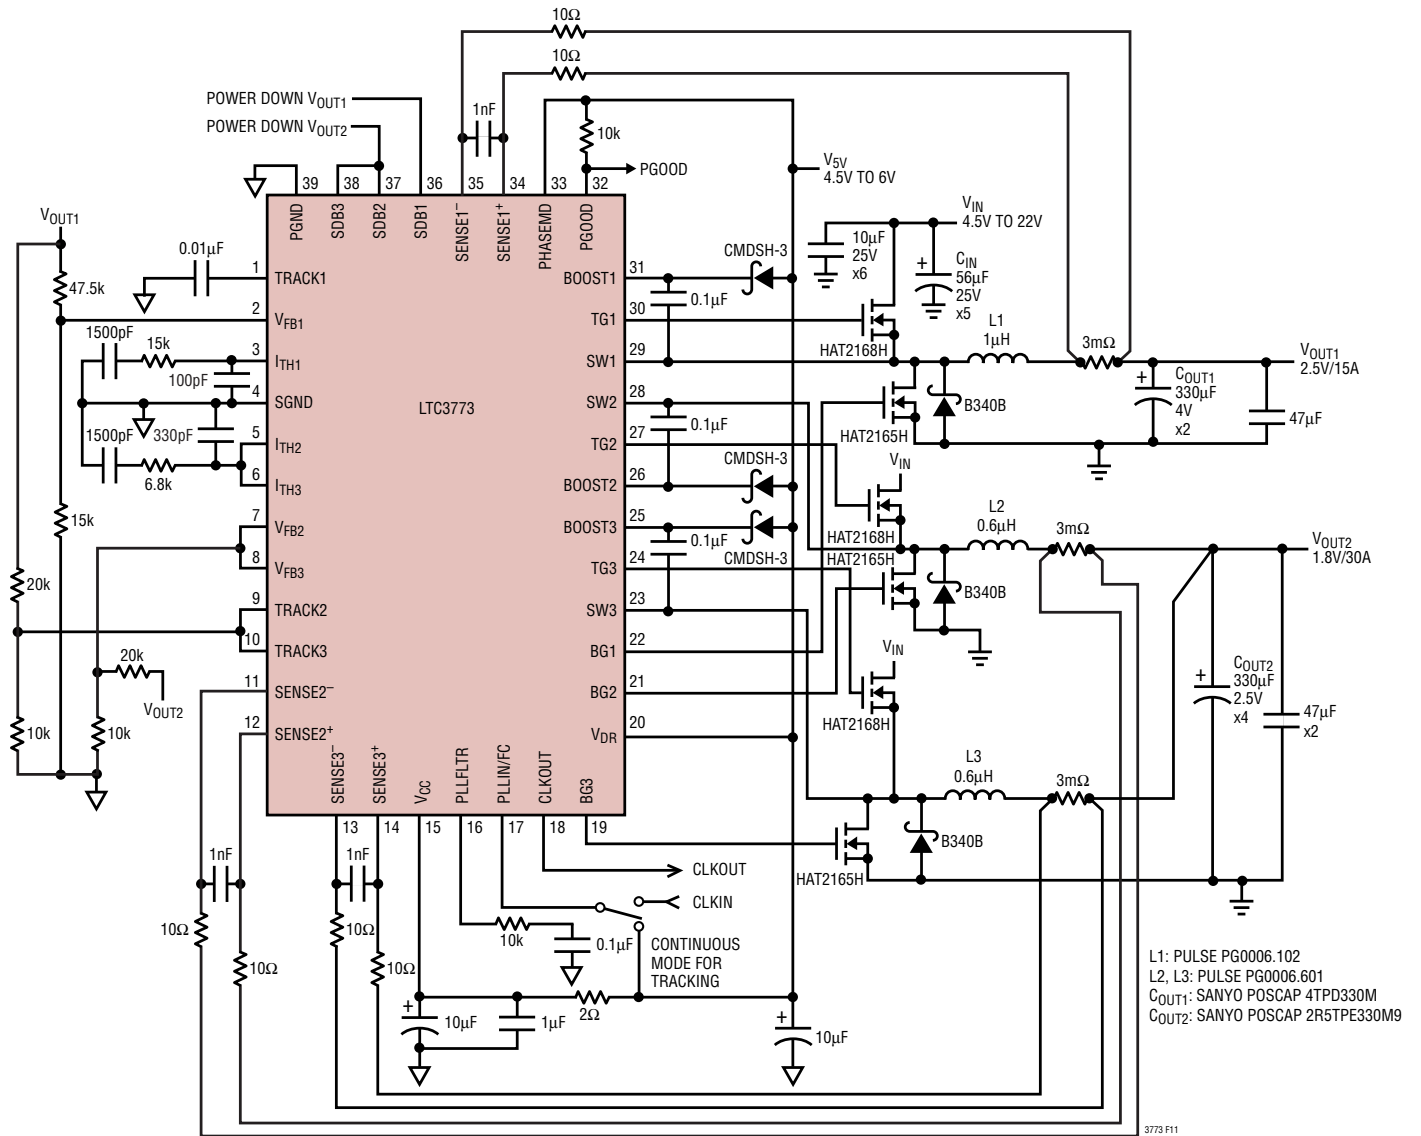 10Ω
10Ω
POWER DOWN VOUT1
POWER DOWN VOUT2
1nF
10k
PGOOD
V5V
4.5V TO 6V
39
38
37
36
35
34
33
32
PGND
SDB3
SDB2
SDB1
SENSE1–
SENSE1+
PHASEMD
PGOOD
VOUT1
VIN
4.5V TO 22V
0.01µF
10µF
25V
x6
CIN
56µF
25V
x5
CMDSH-3
47.5k
1
TRACK1
BOOST1
31
0.1µF
2
VFB1
TG1
30
HAT2168H
1500pF
15k
100pF
3
ITH1
SW1
29
L1
1µH
3mΩ
VOUT1
2.5V/15A
4
SGND
LTC3773
SW2
28
HAT2165H
B340B
COUT1
330µF
4V
x2
47µF
1500pF
330pF
6.8k
5
ITH2
TG2
27
0.1µF
VIN
6
ITH3
BOOST2
26
CMDSH-3
HAT2168H
15k
7
VFB2
BOOST3
25
CMDSH-3
0.1µF
L2
0.6µH
3mΩ
VOUT2
1.8V/30A
8
VFB3
TG3
24
HAT2165H
B340B
20k
9
TRACK2
SW3
23
10
TRACK3
BG1
22
VIN
20k
VOUT2
11
SENSE2–
BG2
21
HAT2168H
COUT2
330µF
2.5V
x4
47µF
x2
10k
10k
12
SENSE2+
VDR
20
SENSE3–
SENSE3+
VCC
PLLFLTR
PLLIN/FC
CLKOUT
BG3
L3
0.6µH
3mΩ
13
14
15
16
17
18
19
B340B
HAT2165H
1nF
1nF
CLKOUT
CLKIN
10Ω
10Ω
10Ω
10Ω
10k
0.1µF
CONTINUOUS
MODE FOR
TRACKING
10µF
1µF
2Ω
10µF
L1: PULSE PG0006.102
L2, L3: PULSE PG0006.601
COUT1: SANYO POSCAP 4TPD330M
COUT2: SANYO POSCAP 2R5TPE330M9
3773 F11